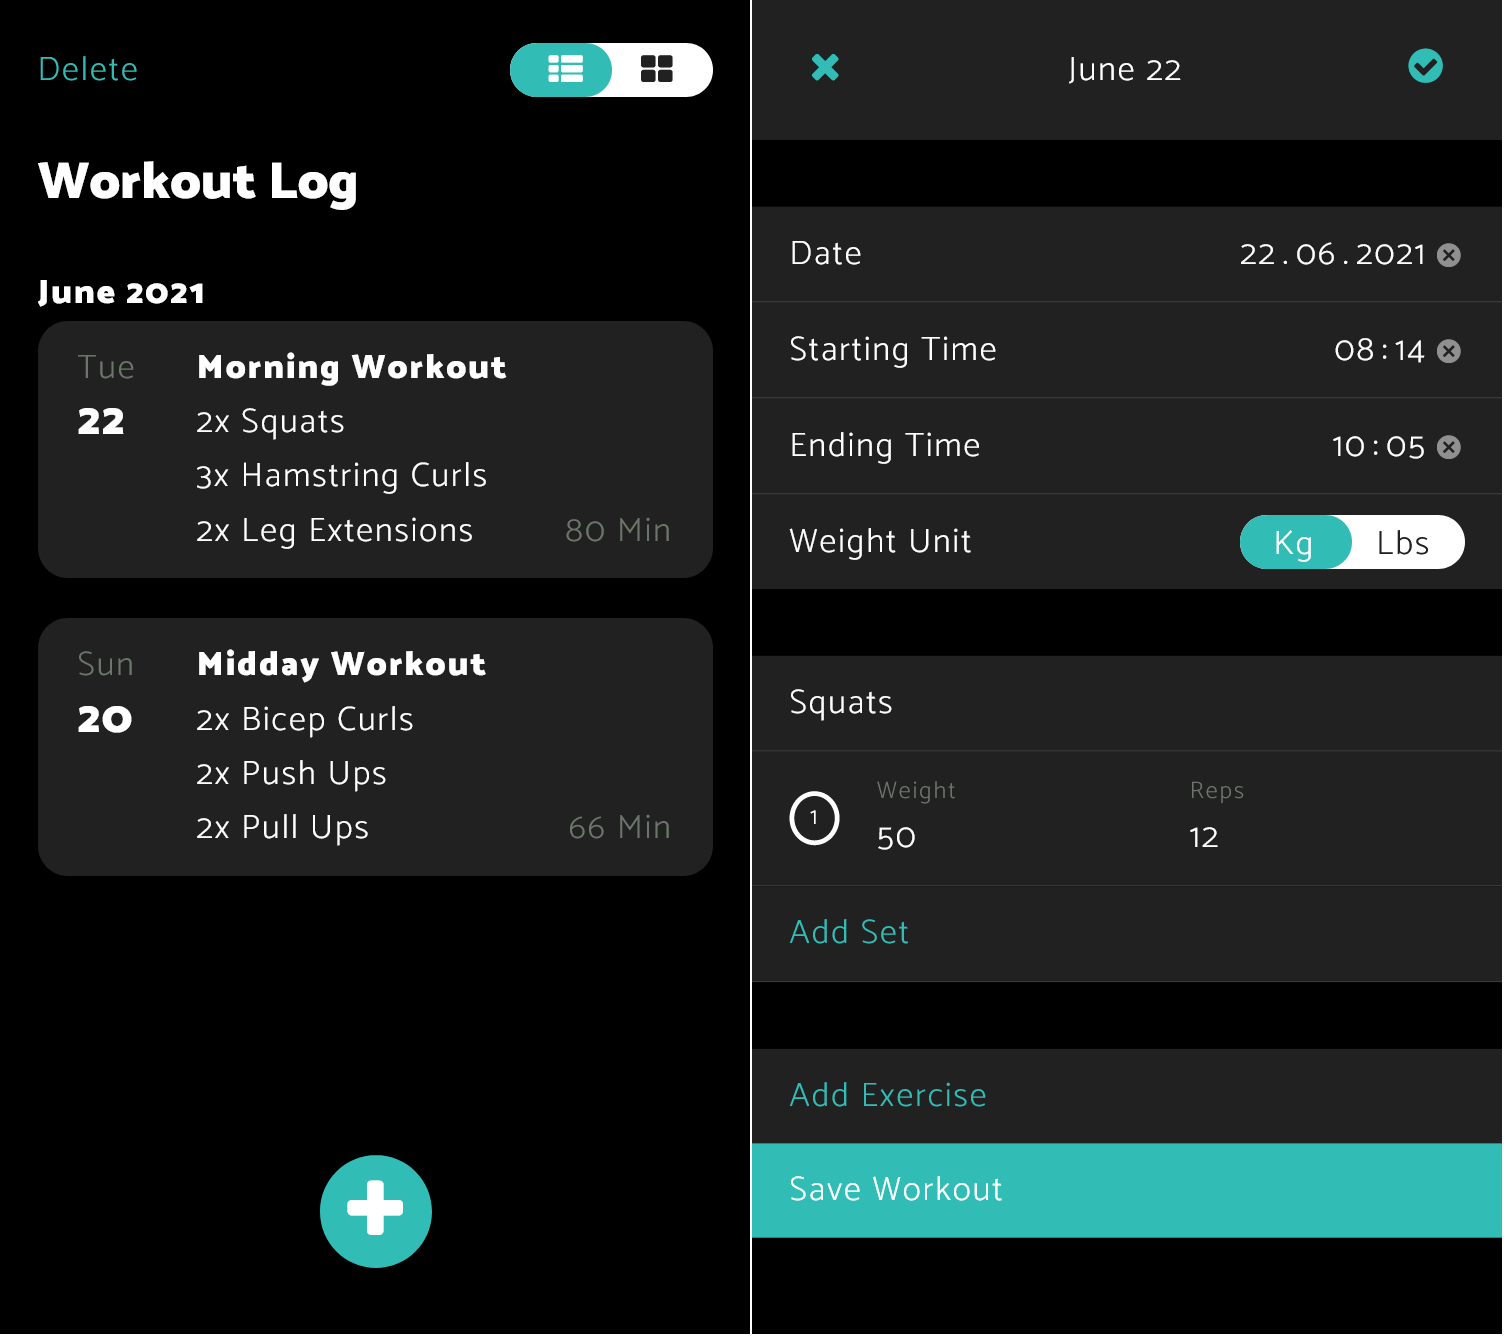 Delete
Workout Log
June 2021
Tue
Morning Workout
22
2x Squats
3x Hamstring Curls
2x Leg Extensions
80 Min
Sun
Midday Workout
20
2x Bicep Curls
2x Push Ups
2x Pull Ups
66 Min
June 22
Date
22.06.2021
Starting Time
08:14
Ending Time
10:05
Weight Unit
Kg
Lbs
Squats
1
Weight
Reps
50
12
Add Set
Add Exercise
Save Workout